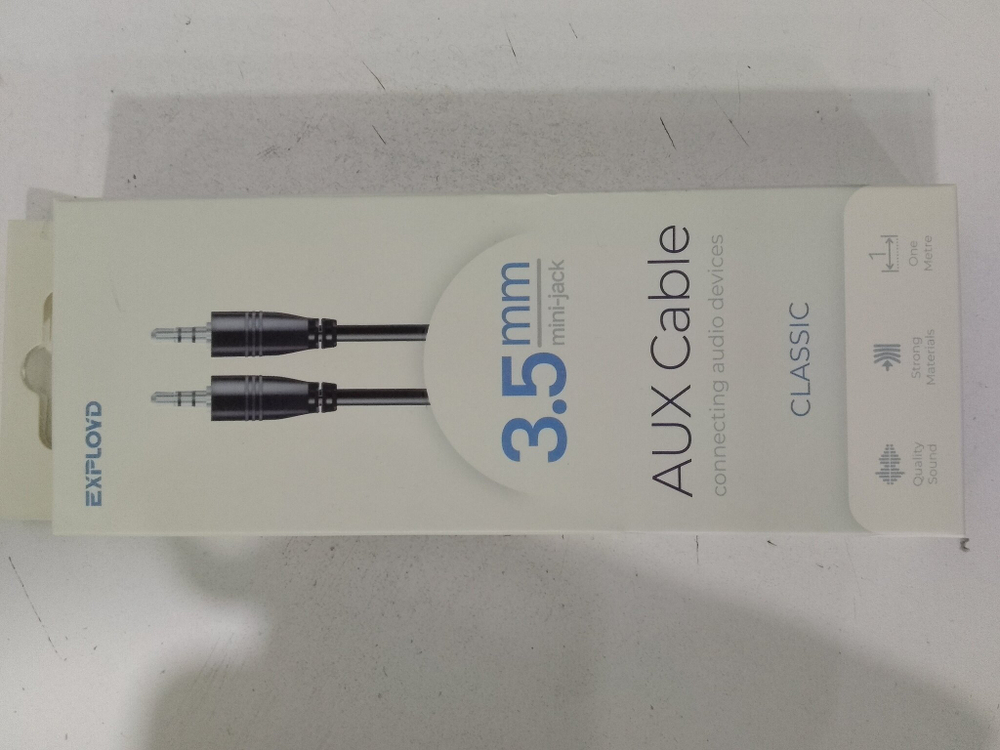 EXPLOYD
3.5mm
mini-jack
AUX Cable
connecting audio devices
CLASSIC
Quality
Sound
Strong
Materials
1
One
Metre